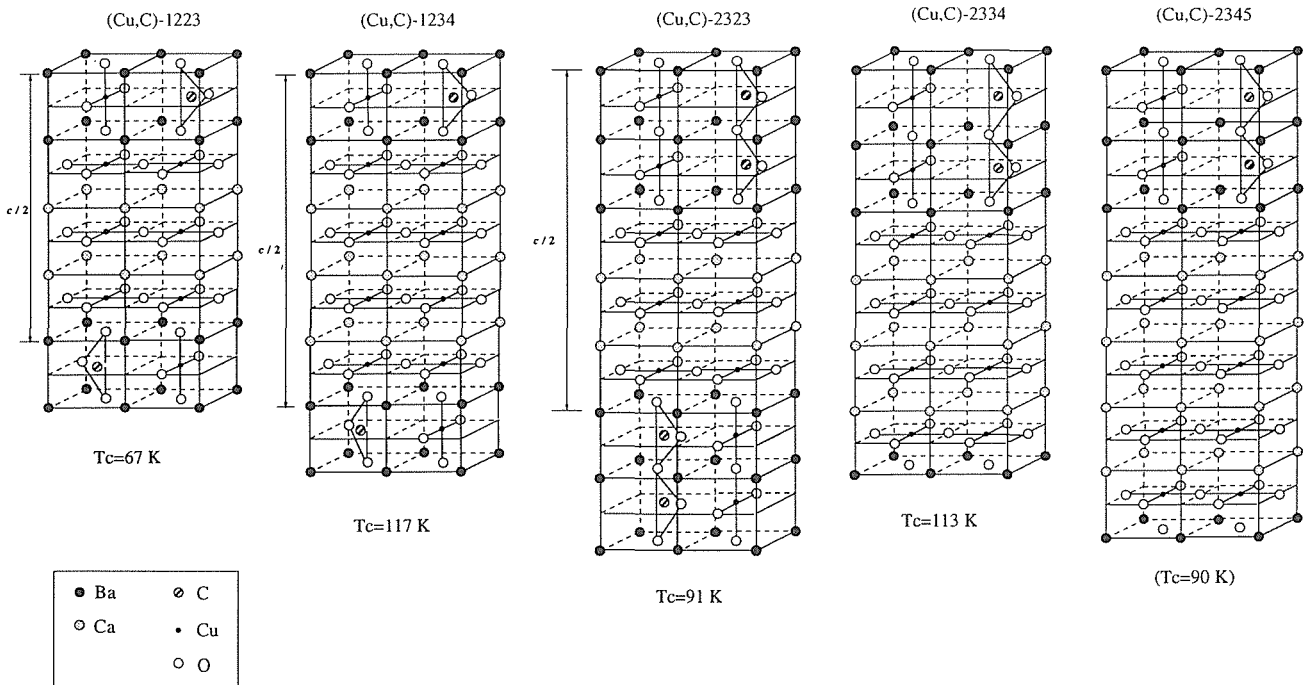 (Cu,C)-1223
(Cu,C)-1234
(Cu,C)-2323
(Cu,C)-2334
(Cu,C)-2345
c/2
c/2
c/2
Tc=67 K
Tc=117 K
Tc=91 K
Tc=113 K
(Tc=90 K)
Ba
C
Ca
Cu
O